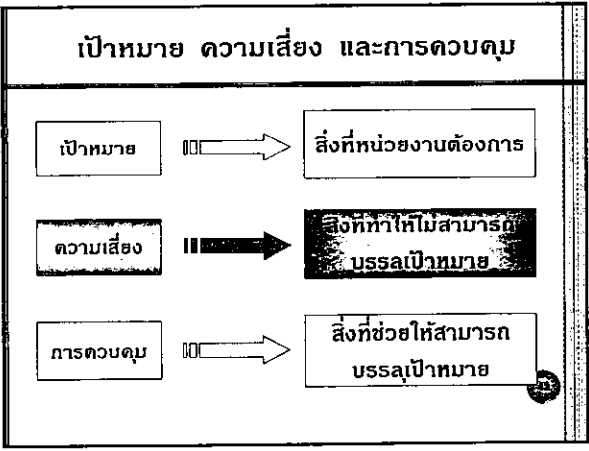 เป้าหมาย ความเสี่ยง และการควบคุม
เป้าหมาย
สิ่งที่หน่วยงานต้องการ
ความเสี่ยง
สิ่งที่ทำให้ไม่สามารถ
บรรลุเป้าหมาย
การควบคุม
สิ่งที่ช่วยให้สามารถ
บรรลุเป้าหมาย